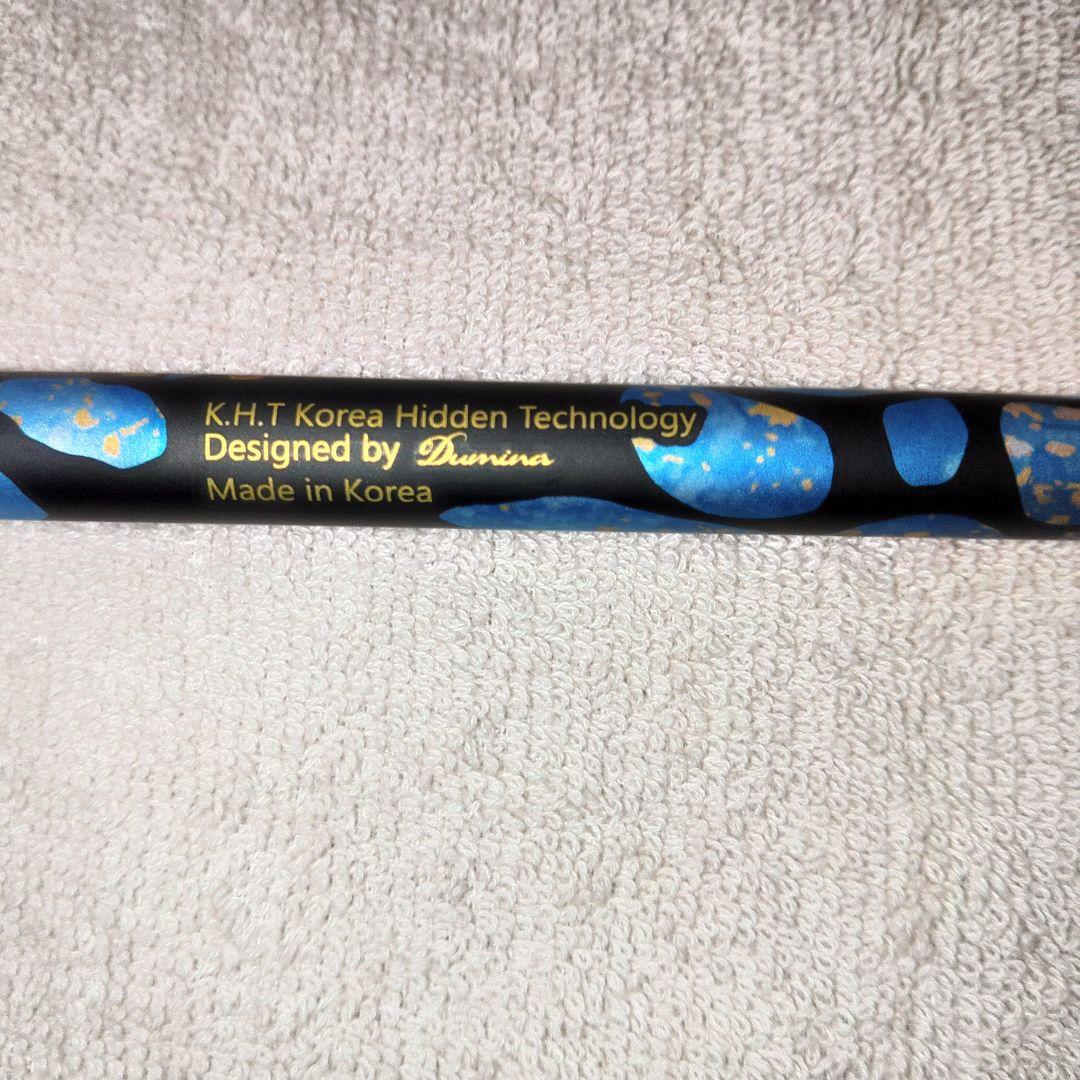 K.H.T Korea Hidden Technology
Designed by Dumina
Made in Korea